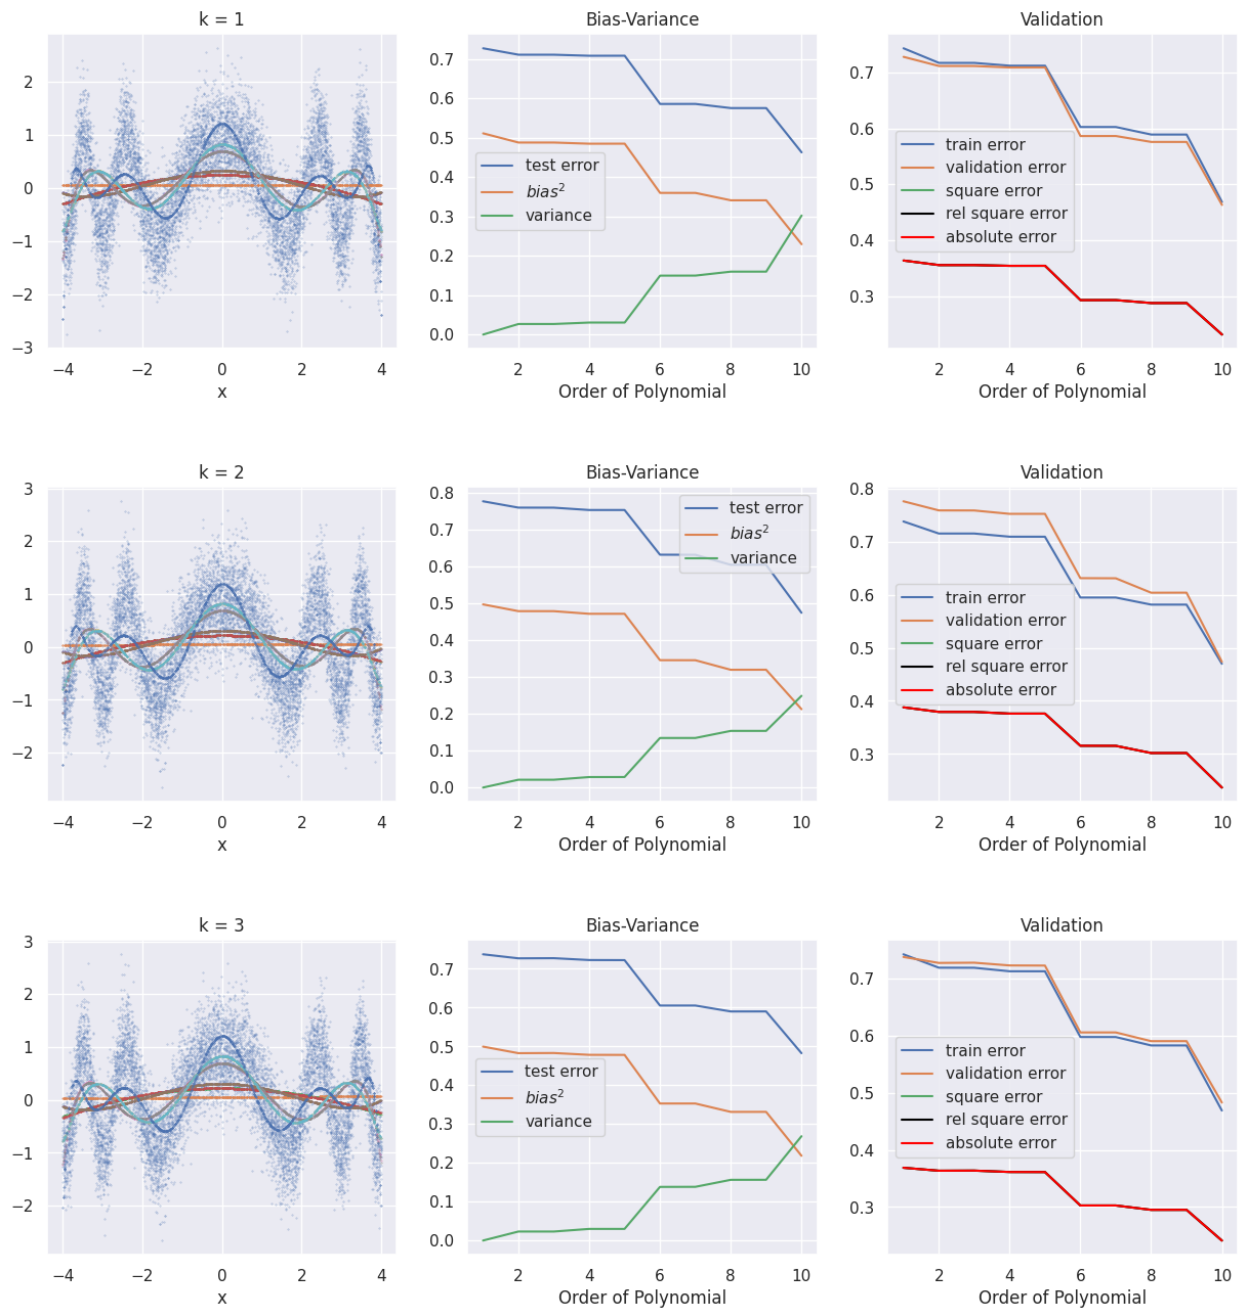 k = 1
2
1
0
−1
−2
−3
−4
−2
0
2
4
x
Bias-Variance
0.7
0.6
0.5
0.4
0.3
0.2
0.1
0.0
test error
bias²
variance
2
4
6
8
10
Order of Polynomial
Validation
0.7
0.6
0.5
0.4
0.3
train error
validation error
square error
rel square error
absolute error
2
4
6
8
10
Order of Polynomial
k = 2
3
2
1
0
−1
−2
−4
−2
0
2
4
x
Bias-Variance
0.8
0.7
0.6
0.5
0.4
0.3
0.2
0.1
0.0
test error
bias²
variance
2
4
6
8
10
Order of Polynomial
Validation
0.8
0.7
0.6
0.5
0.4
0.3
train error
validation error
square error
rel square error
absolute error
2
4
6
8
10
Order of Polynomial
k = 3
3
2
1
0
−1
−2
−4
−2
0
2
4
x
Bias-Variance
0.7
0.6
0.5
0.4
0.3
0.2
0.1
0.0
test error
bias²
variance
2
4
6
8
10
Order of Polynomial
Validation
0.7
0.6
0.5
0.4
0.3
train error
validation error
square error
rel square error
absolute error
2
4
6
8
10
Order of Polynomial